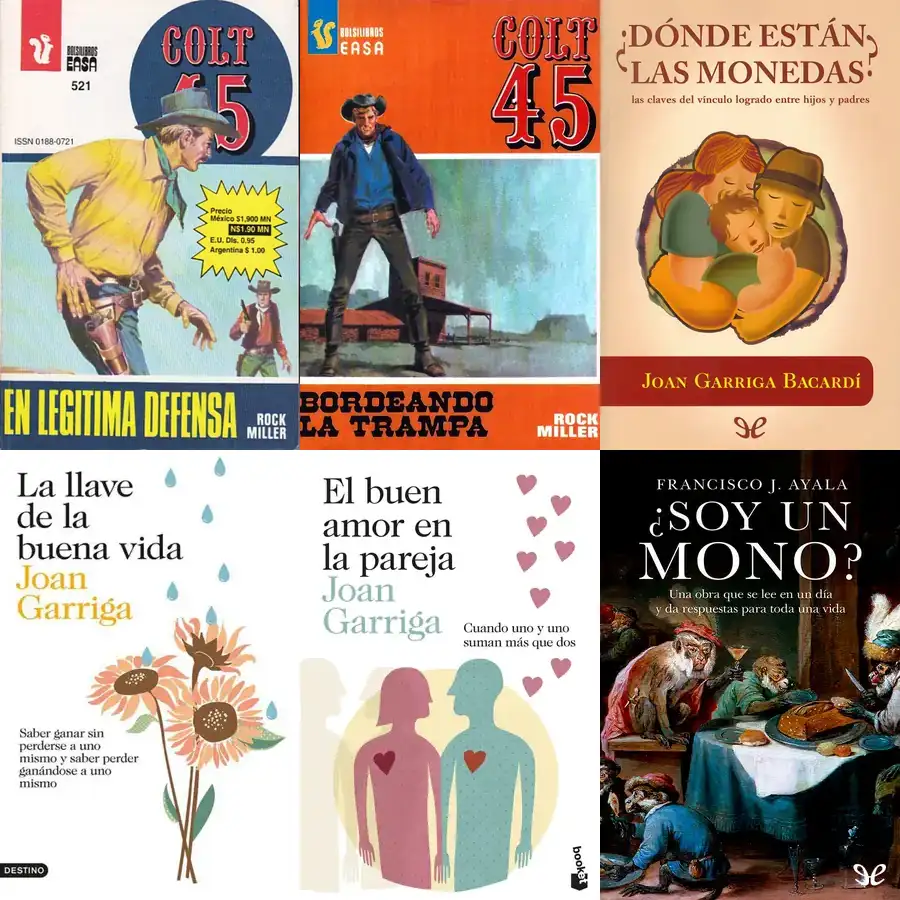 BOLSILIBROS
EASA
521
COLT
45
ISSN 0188-0721
Precio
México $1,900 MN
N$1.90 MN
E.U. Dls. 0.95
Argentina $ 1.00
EN LEGITIMA DEFENSA
ROCK
MILLER
BOLSILIBROS
EASA
COLT
45
BORDEANDO
LA TRAMPA
ROCK
MILLER
¿DÓNDE ESTÁN
LAS MONEDAS?
las claves del vínculo logrado entre hijos y padres
JOAN GARRIGA BACARDÍ
La llave
de la
buena vida
Joan
Garriga
Saber ganar sin
perderse a uno
mismo y saber perder
ganándose a uno
mismo
DESTINO
El buen
amor en
la pareja
Joan
Garriga
Cuando uno y uno
suman más que dos
booket
FRANCISCO J. AYALA
¿SOY UN
MONO?
Una obra que se lee en un día
y da respuestas para toda una vida